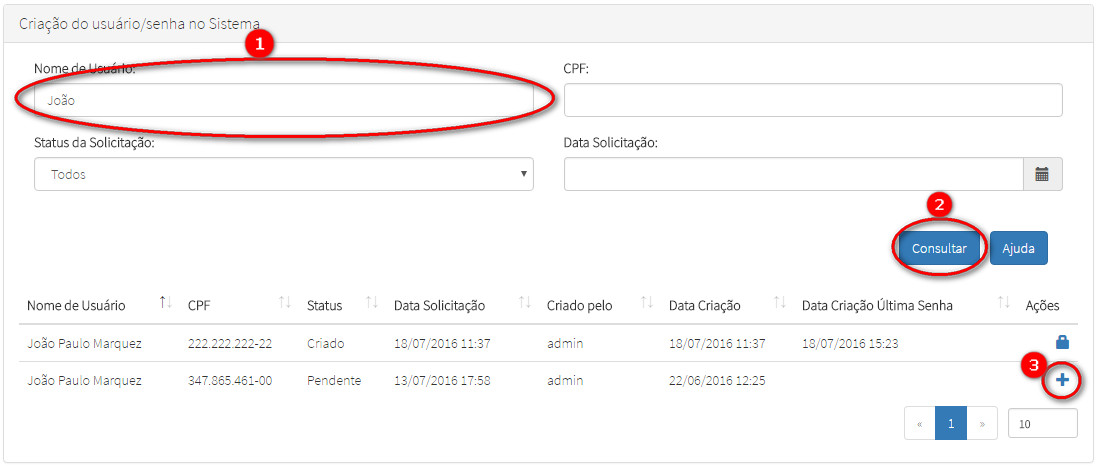 Criação do usuário/senha no Sistema
1
Nome de Usuário: CPF:
João
Status da Solicitação: Data Solicitação:
Todos
2
Consultar Ajuda
Nome de Usuário CPF Status Data Solicitação Criado pelo Data Criação Data Criação Última Senha Ações
João Paulo Marquez 222.222.222-22 Criado 18/07/2016 11:37 admin 18/07/2016 11:37 18/07/2016 15:23
3
João Paulo Marquez 347.865.461-00 Pendente 13/07/2016 17:58 admin 22/06/2016 12:25
« 1 » 10